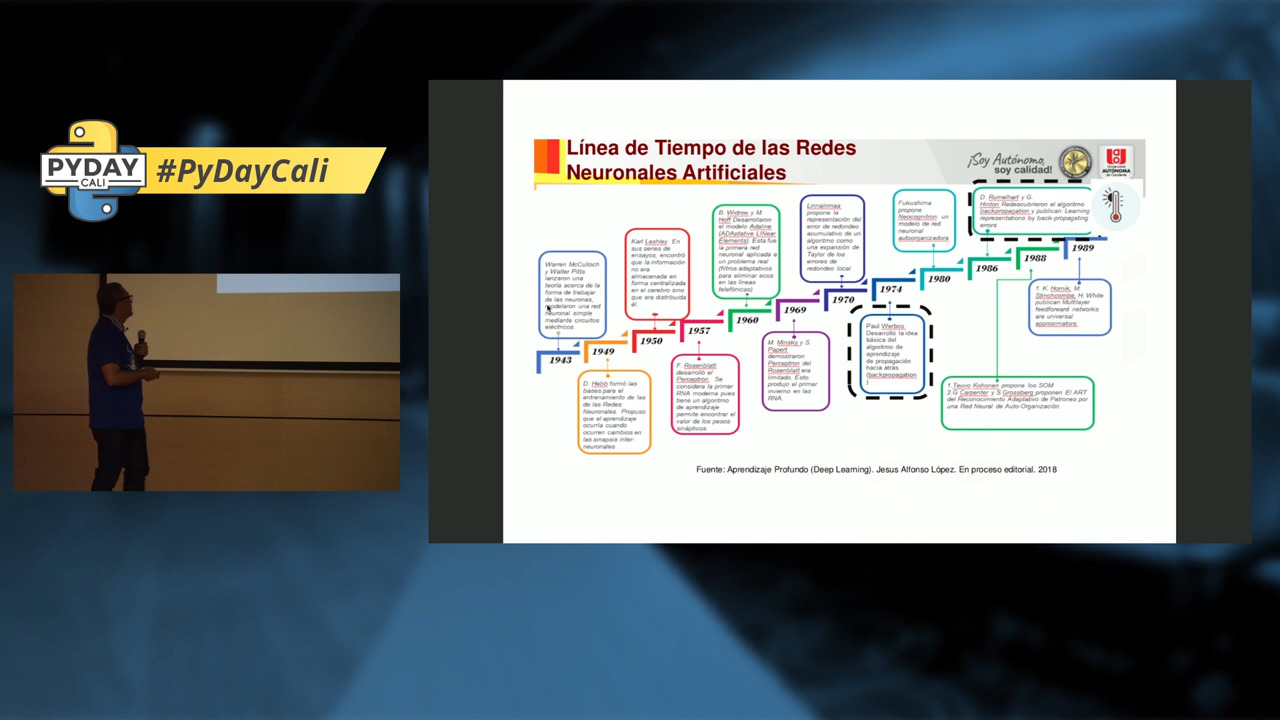 PYDAY
CALI
#PyDayCali
Línea de Tiempo de las Redes
Neuronales Artificiales
¡Soy Autónomo,
soy calidad!
AUTÓNOMA
Warren McCulloch
y Walter Pitts
lanzaron una
teoría acerca de la
forma de trabajar
de las neuronas,
modelaron una red
neuronal simple
mediante circuitos
eléctricos.
1943
D. Hebb formó las
bases para el
entrenamiento de las
de las Redes
Neuronales. Propuso
que el aprendizaje
ocurría cuando
ocurren cambios en
las sinapsis inter-
neuronales
1949
Karl Lashley. En
sus series de
ensayos, encontró
que la información
no era
almacenada en
forma centralizada
en el cerebro sino
que era distribuida
él.
1950
F. Rosenblatt
desarrolló el
Perceptron. Se
considera la primer
RNA moderna pues
tiene un algoritmo
de aprendizaje
permite encontrar el
valor de los pesos
sinápticos
1957
B. Widrow y M.
Hoff Desarrollaron
el modelo Adaline
(ADAptative LINear
Elements). Esta fue
la primera red
neuronal aplicada a
un problema real
(filtros adaptativos
para eliminar ecos
en las líneas
telefónicas)
1960
M. Minsky y S.
Papert
demostraron
Perceptron del
Rosenblatt era
limitado. Esto
produjo el primer
invierno en las
RNA.
1969
Linnainmaa
propone la
representación del
error de redondeo
acumulativo de un
algoritmo como
una expansión de
Taylor de los
errores de
redondeo local.
1970
Paul Werbos.
Desarrolló la idea
básica del
algoritmo de
aprendizaje
de propagación
hacia atrás
(backpropagation
)
1974
Fukushima
propone
Neocognitron: un
modelo de red
neuronal
autoorganizadora
1980
D. Rumelhart y G.
Hinton Redescubrieron el algoritmo
backpropagation y publican: Learning
representations by back-propagating
errors
1986
1 Teuvo Kohonen propone los SOM
2.G Carpenter y S Grossberg proponen El ART
del Reconocimiento Adaptativo de Patrones por
una Red Neural de Auto-Organización.
1988
1. K. Hornik, M.
Stinchcombe, H. White
publican Multilayer
feedforward networks
are universal
approximators.
1989
Fuente: Aprendizaje Profundo (Deep Learning). Jesus Alfonso López. En proceso editorial. 2018